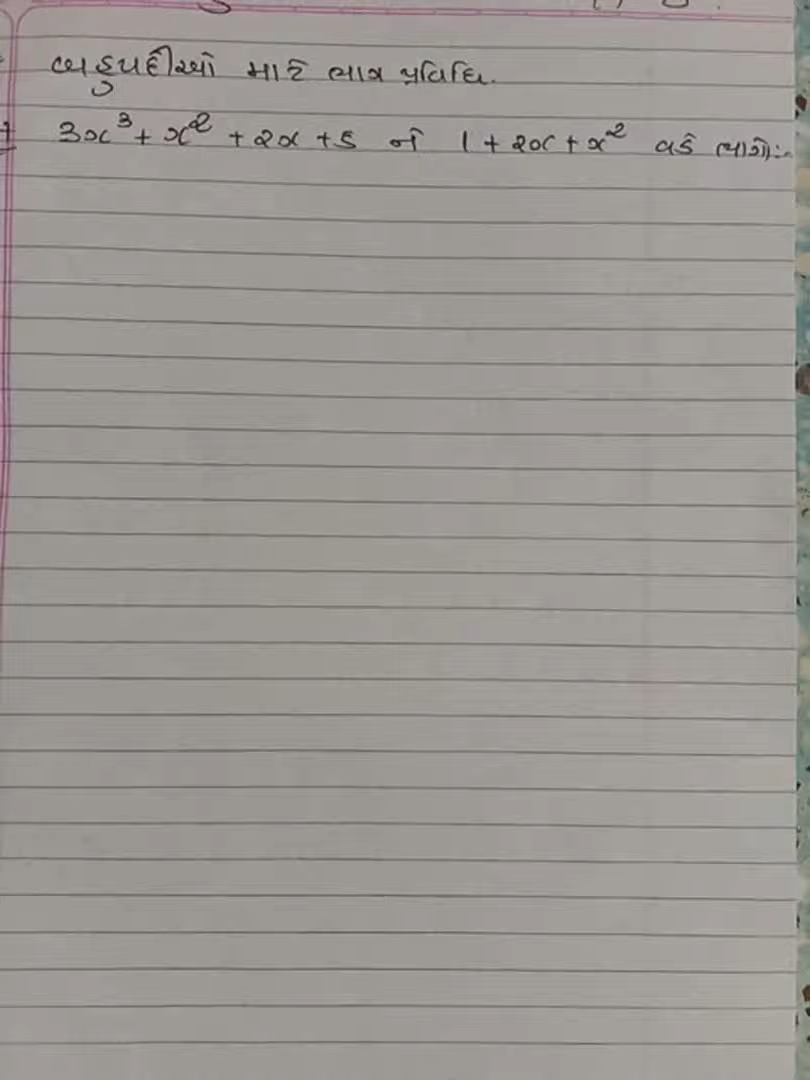 બહુપદીઓ માટે ભાગ પ્રવિધિ.
3x³ + x² + 2x + 5 ને 1 + 2x + x² વડે ભાગો:-